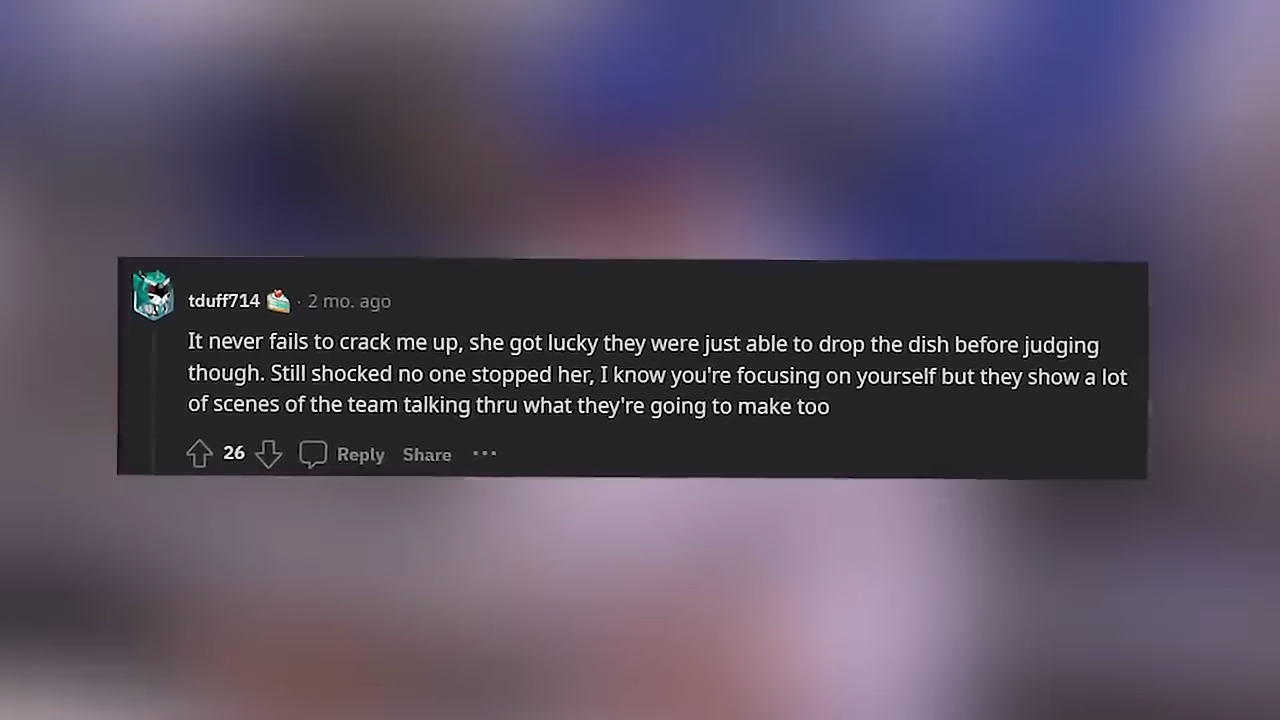 tduff714 · 2 mo. ago
It never fails to crack me up, she got lucky they were just able to drop the dish before judging
though. Still shocked no one stopped her, I know you're focusing on yourself but they show a lot
of scenes of the team talking thru what they're going to make too
26 Reply Share ···